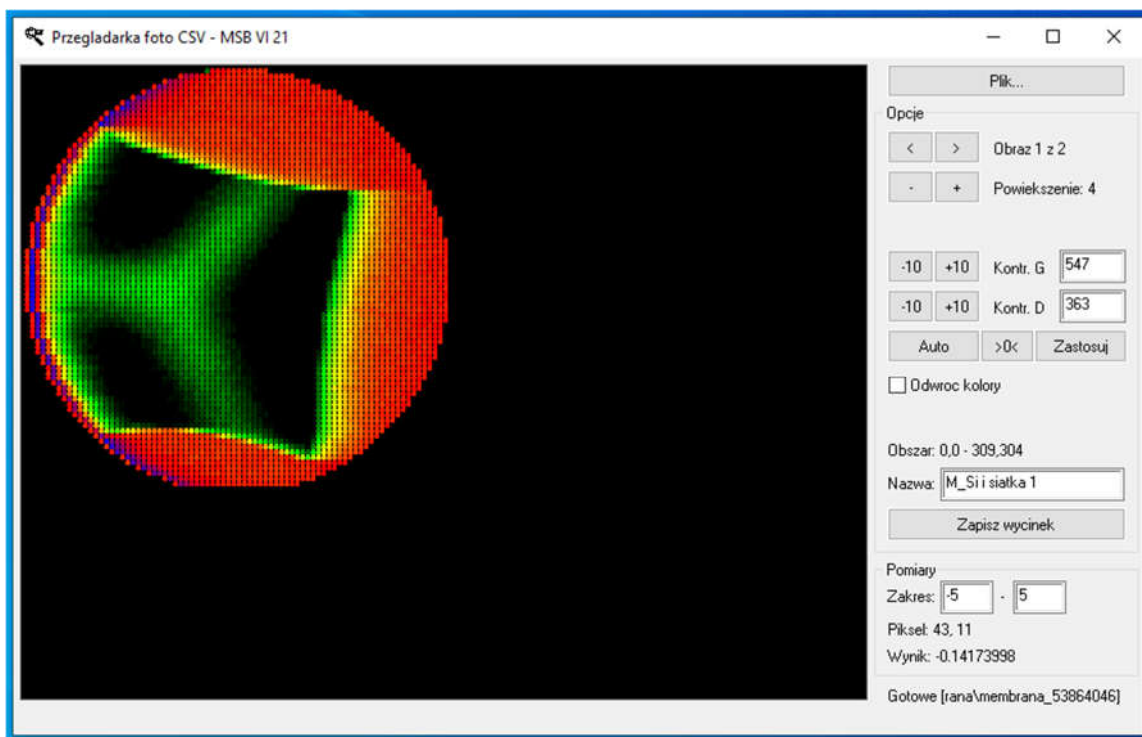 Przegladarka foto CSV - MSB VI 21
Plik...
Opcje
< > Obraz 1 z 2
- + Powiekszenie: 4
-10 +10 Kontr. G 547
-10 +10 Kontr. D 363
Auto >0< Zastosuj
Odwroc kolory
Obszar: 0,0 - 309,304
Nazwa: M_Si i siatka 1
Zapisz wycinek
Pomiary
Zakres: -5 - 5
Piksel: 43, 11
Wynik: -0.14173998
Gotowe [rana\membrana_53864046]